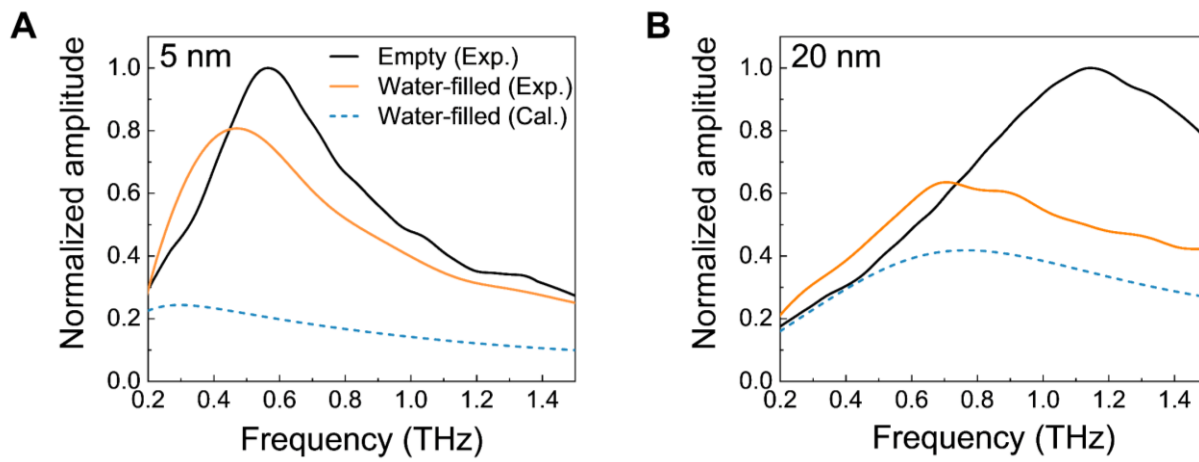 A
5 nm
Empty (Exp.)
Water-filled (Exp.)
Water-filled (Cal.)
Normalized amplitude
1.0
0.8
0.6
0.4
0.2
0.0
0.2 0.4 0.6 0.8 1.0 1.2 1.4
Frequency (THz)
B
20 nm
Normalized amplitude
1.0
0.8
0.6
0.4
0.2
0.0
0.2 0.4 0.6 0.8 1.0 1.2 1.4
Frequency (THz)